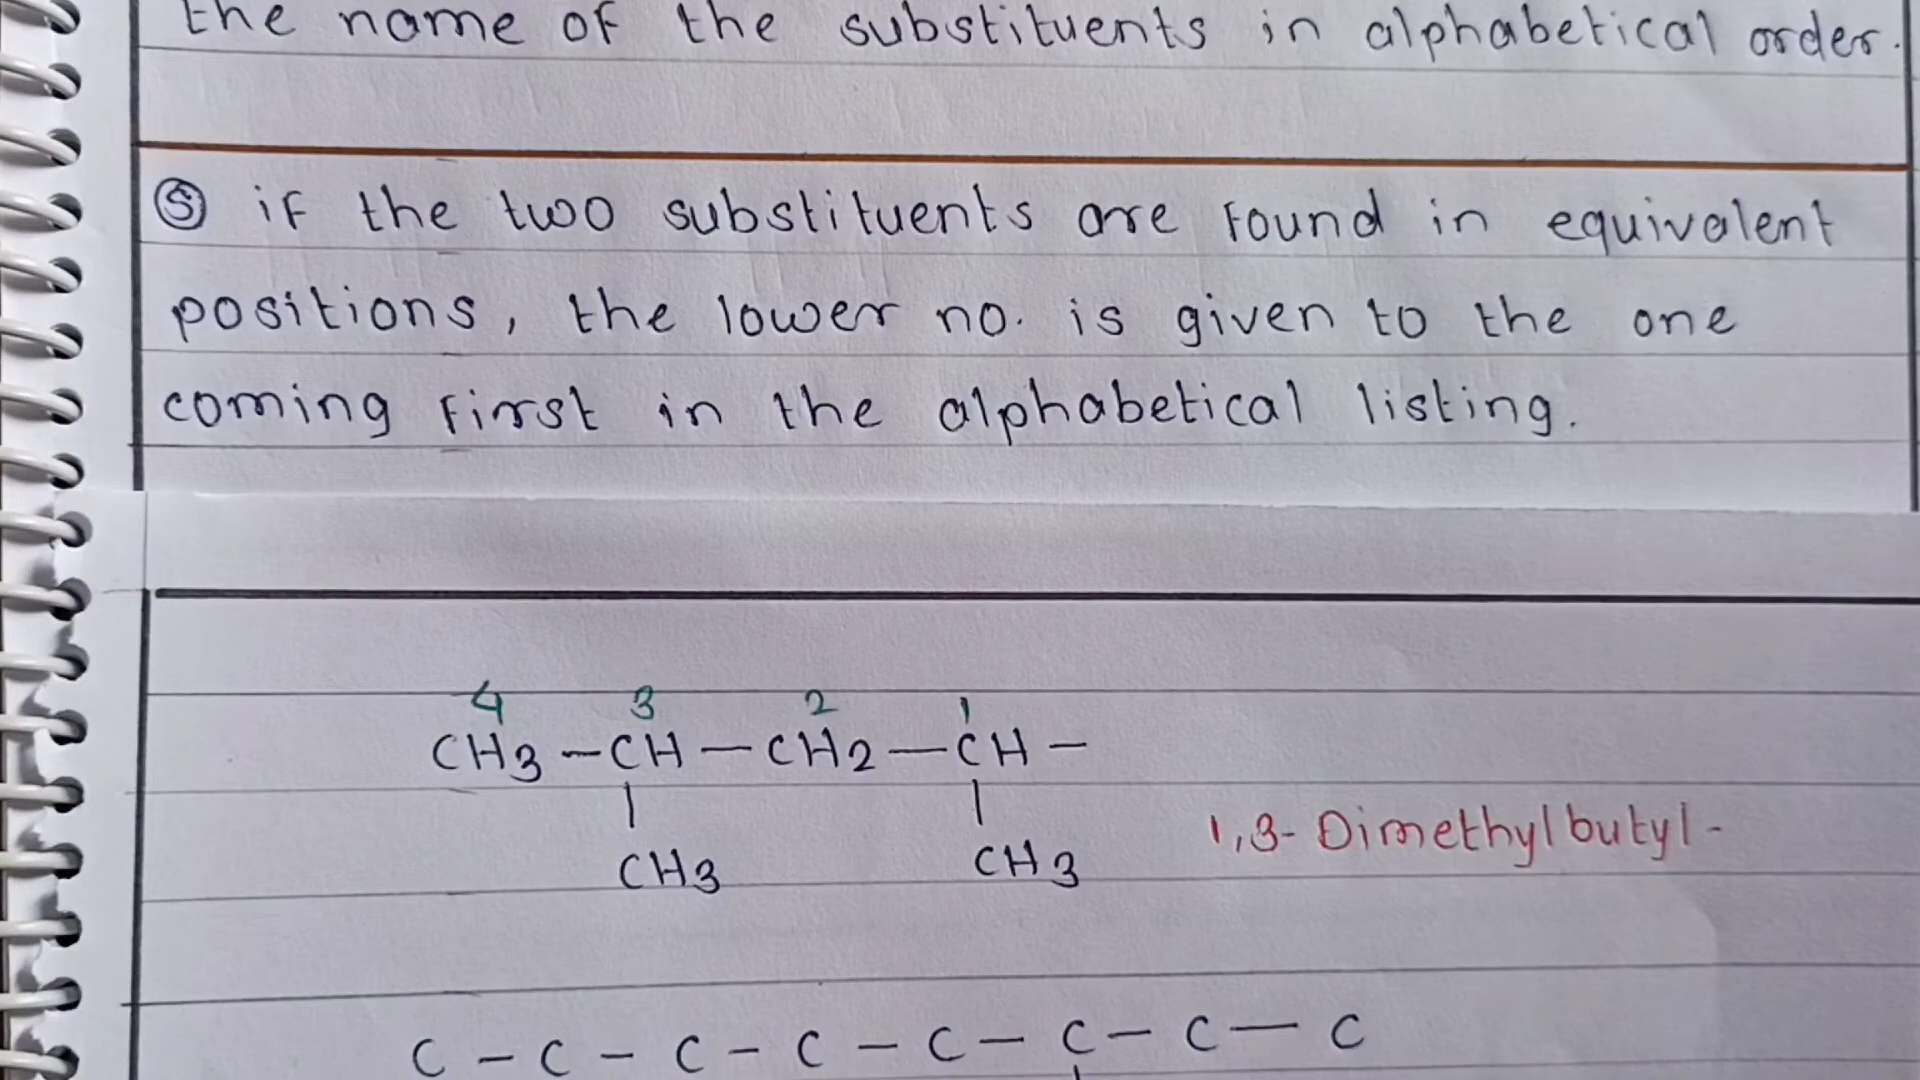 the name of the substituents in alphabetical order.
⑤ if the two substituents are found in equivalent
positions, the lower no. is given to the one
coming first in the alphabetical listing.
4 3 2 1
CH3 – CH – CH2 – CH –
| |
CH3 CH3
1,3- Dimethylbutyl-
C – C – C – C – C – C – C – C